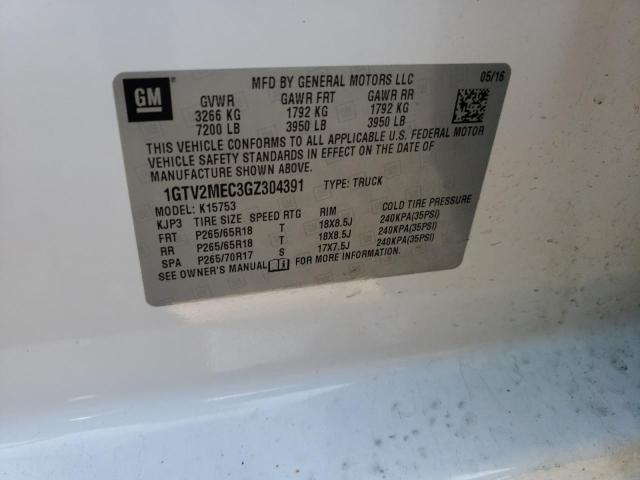 GM MFD BY GENERAL MOTORS LLC 05/16
GVWR GAWR FRT GAWR RR
3266 KG 1792 KG 1792 KG
7200 LB 3950 LB 3950 LB
THIS VEHICLE CONFORMS TO ALL APPLICABLE U.S. FEDERAL MOTOR
VEHICLE SAFETY STANDARDS IN EFFECT ON THE DATE OF
MANUFACTURE SHOWN ABOVE.
1GTV2MEC3GZ304391 TYPE: TRUCK
MODEL: K15753
KJP3 TIRE SIZE SPEED RTG RIM COLD TIRE PRESSURE
FRT P265/65R18 T 18X8.5J 240KPA(35PSI)
RR P265/65R18 T 18X8.5J 240KPA(35PSI)
SPA P265/70R17 S 17X7.5J 240KPA(35PSI)
SEE OWNER'S MANUAL FOR MORE INFORMATION.